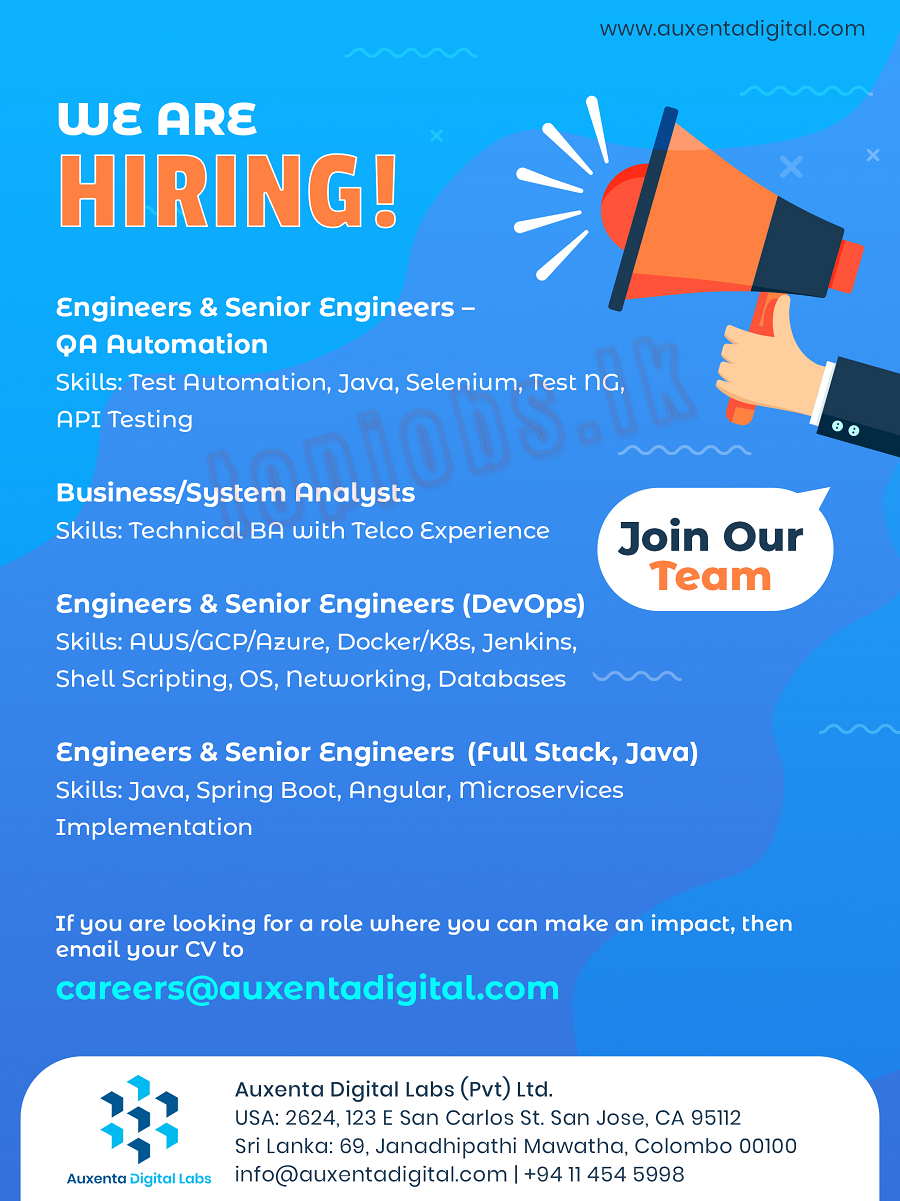 www.auxentadigital.com
WE ARE
HIRING!
Engineers & Senior Engineers –
QA Automation
Skills: Test Automation, Java, Selenium, Test NG,
API Testing
topjobs.lk
Business/System Analysts
Skills: Technical BA with Telco Experience
Join Our
Team
Engineers & Senior Engineers (DevOps)
Skills: AWS/GCP/Azure, Docker/K8s, Jenkins,
Shell Scripting, OS, Networking, Databases
Engineers & Senior Engineers (Full Stack, Java)
Skills: Java, Spring Boot, Angular, Microservices
Implementation
If you are looking for a role where you can make an impact, then
email your CV to
careers@auxentadigital.com
Auxenta Digital Labs
Auxenta Digital Labs (Pvt) Ltd.
USA: 2624, 123 E San Carlos St. San Jose, CA 95112
Sri Lanka: 69, Janadhipathi Mawatha, Colombo 00100
info@auxentadigital.com | +94 11 454 5998